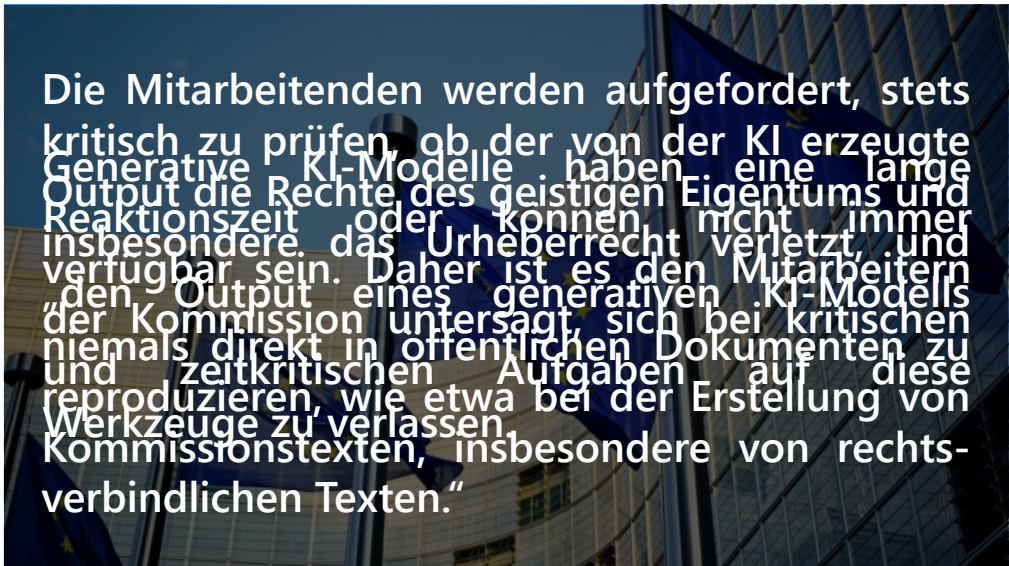 Die Mitarbeitenden werden aufgefordert, stets
kritisch zu prüfen, ob der von der KI erzeugte
Output die Rechte des geistigen Eigentums und
insbesondere das Urheberrecht verletzt, und
„den Output eines generativen KI-Modells
niemals direkt in öffentlichen Dokumenten zu
reproduzieren, wie etwa bei der Erstellung von
Kommissionstexten, insbesondere von rechts-
verbindlichen Texten.“
Generative KI-Modelle haben eine lange
Reaktionszeit oder können nicht immer
verfügbar sein. Daher ist es den Mitarbeitern
der Kommission untersagt, sich bei kritischen
und zeitkritischen Aufgaben auf diese
Werkzeuge zu verlassen.